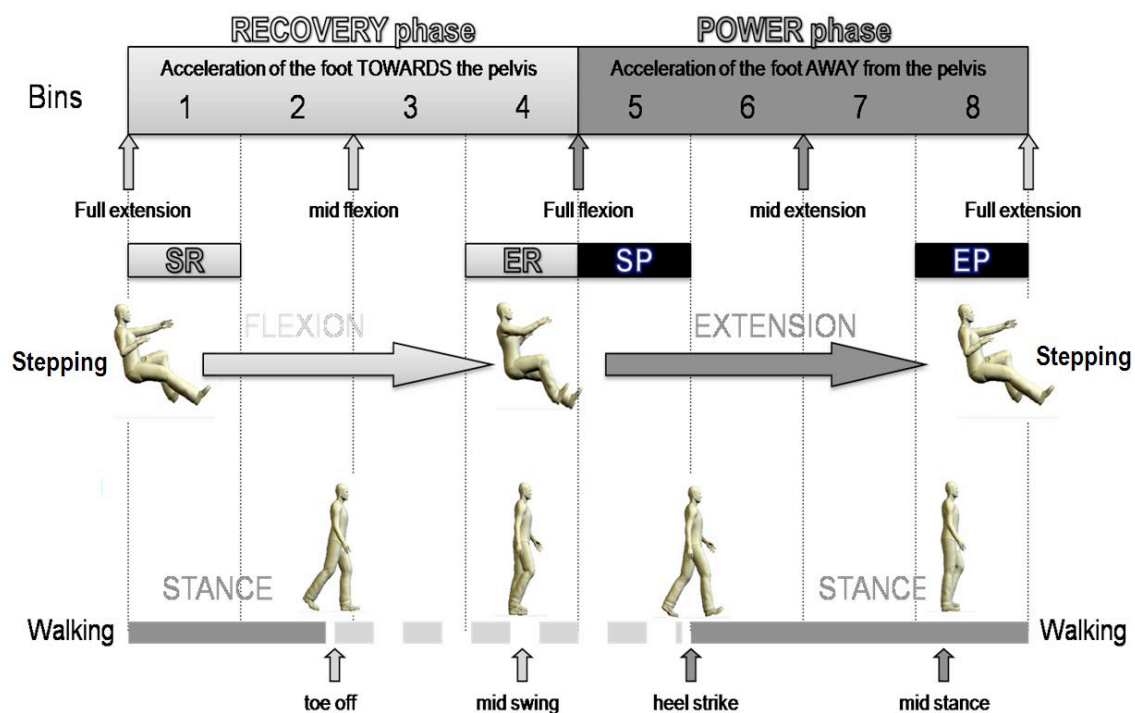 RECOVERY phase
POWER phase
Acceleration of the foot TOWARDS the pelvis
Acceleration of the foot AWAY from the pelvis
Bins
1 2 3 4 5 6 7 8
Full extension
mid flexion
Full flexion
mid extension
Full extension
SR
ER
SP
EP
FLEXION
EXTENSION
Stepping
Stepping
STANCE
STANCE
Walking
Walking
toe off
mid swing
heel strike
mid stance